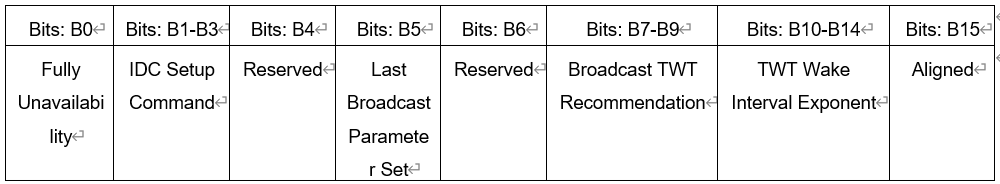 Bits: B0 Bits: B1-B3 Bits: B4 Bits: B5 Bits: B6 Bits: B7-B9 Bits: B10-B14 Bits: B15
Fully Unavailabi lity
IDC Setup Command
Reserved
Last Broadcast Paramete r Set
Reserved
Broadcast TWT Recommendation
TWT Wake Interval Exponent
Aligned